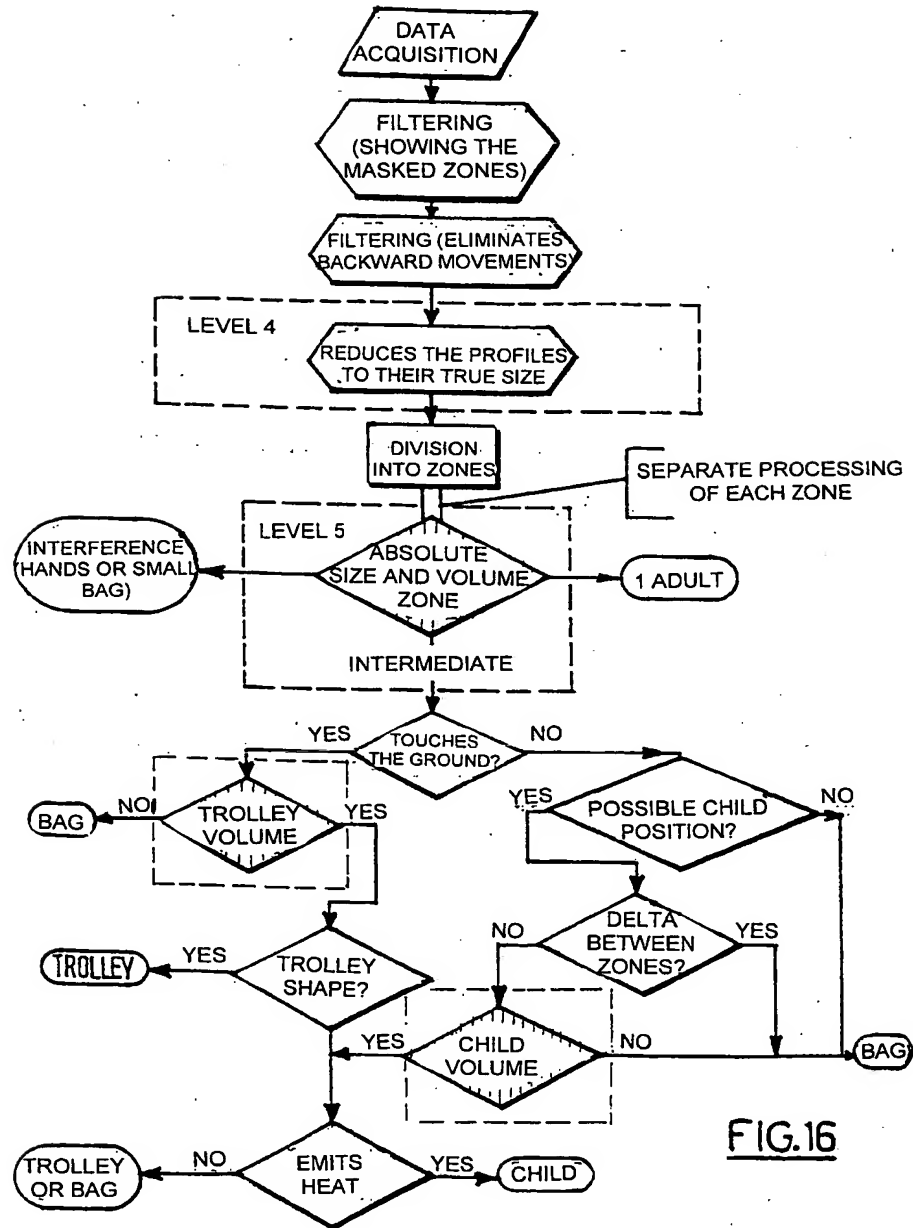 DATA
ACQUISITION
FILTERING
(SHOWING THE
MASKED ZONES)
FILTERING (ELIMINATES
BACKWARD MOVEMENTS)
LEVEL 4
REDUCES THE PROFILES
TO THEIR TRUE SIZE
DIVISION
INTO ZONES
SEPARATE PROCESSING
OF EACH ZONE
LEVEL 5
INTERFERENCE
(HANDS OR SMALL
BAG)
ABSOLUTE
SIZE AND VOLUME
ZONE
1 ADULT
INTERMEDIATE
YES
TOUCHES
THE GROUND?
NO
BAG
NO
TROLLEY
VOLUME
YES
YES
POSSIBLE CHILD
POSITION?
NO
NO
DELTA
BETWEEN
ZONES?
YES
TROLLEY
YES
TROLLEY
SHAPE?
YES
CHILD
VOLUME
NO
BAG
TROLLEY
OR BAG
NO
EMITS
HEAT
YES
CHILD
FIG.16